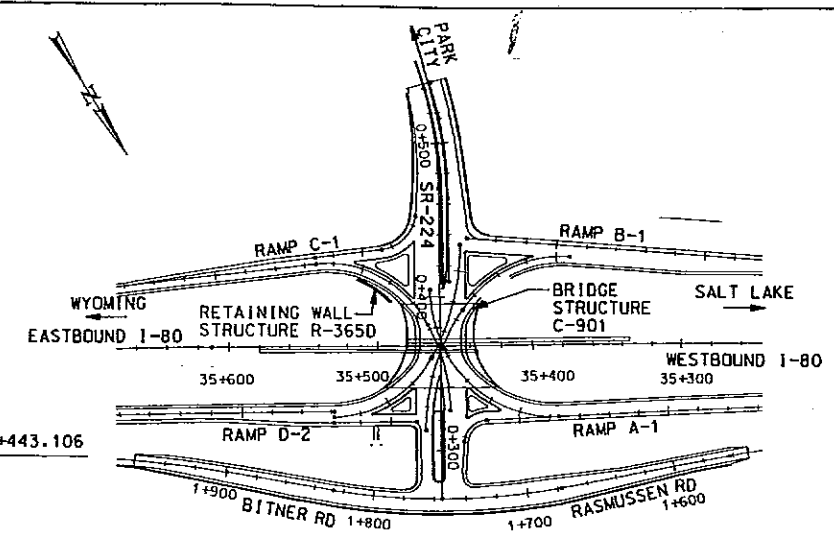 PARK
CITY
N
0+500
SR-224
RAMP C-1
RAMP B-1
WYOMING
RETAINING WALL
STRUCTURE R-365D
0+400
BRIDGE
STRUCTURE
C-901
SALT LAKE
EASTBOUND I-80
WESTBOUND I-80
35+600
35+500
35+400
35+300
RAMP D-2
0+300
RAMP A-1
+443.106
1+900
BITNER RD
1+800
1+700
RASMUSSEN RD
1+600